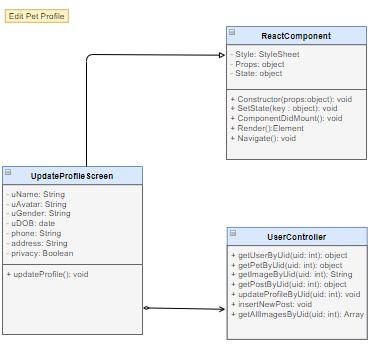 Edit Pet Profile
ReactComponent
- Style: StyleSheet
- Props: object
- State: object
+ Constructor(props:object): void
+ SetState(key : object): void
+ ComponentDidMount(): void
+ Render():Element
+ Navigate(): void
UpdateProfileScreen
- uName: String
- uAvatar: String
- uGender: String
- uDOB: date
- phone: String
- address: String
- privacy: Boolean
+ updateProfile(): void
UserController
+ getUserByUid(uid: int): object
+ getPetByUid(uid: int): object
+ getImageByUid(uid: int): String
+ getPostByUid(uid: int): object
+ updateProfileByUid(uid: int): void
+ insertNewPost: void
+ getAllImagesByUid(uid: int): Array